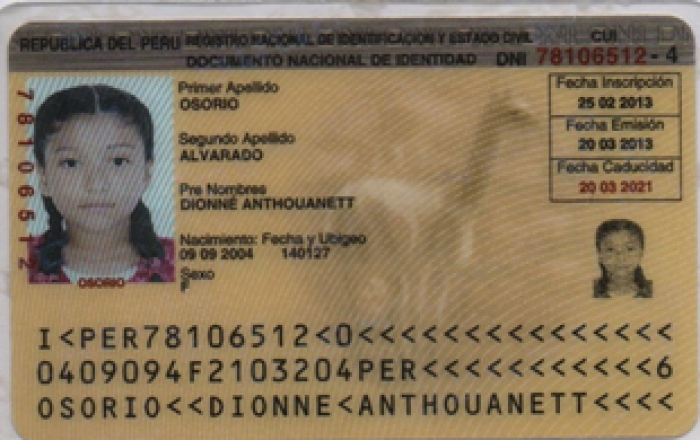 REPUBLICA DEL PERU REGISTRO NACIONAL DE IDENTIFICACION Y ESTADO CIVIL CUI
DOCUMENTO NACIONAL DE IDENTIDAD DNI 78106512 - 4
78106512
Primer Apellido
OSORIO
Segundo Apellido
ALVARADO
Pre Nombres
DIONNE ANTHOUANETT
Nacimiento: Fecha y Ubigeo
09 09 2004 140127
Sexo
F
OSORIO
Fecha Inscripción
25 02 2013
Fecha Emisión
20 03 2013
Fecha Caducidad
20 03 2021
I<PER78106512<0<<<<<<<<<<<<<<<
0409094F2103204PER<<<<<<<<<<<6
OSORIO<<DIONNE<ANTHOUANETT<<<<